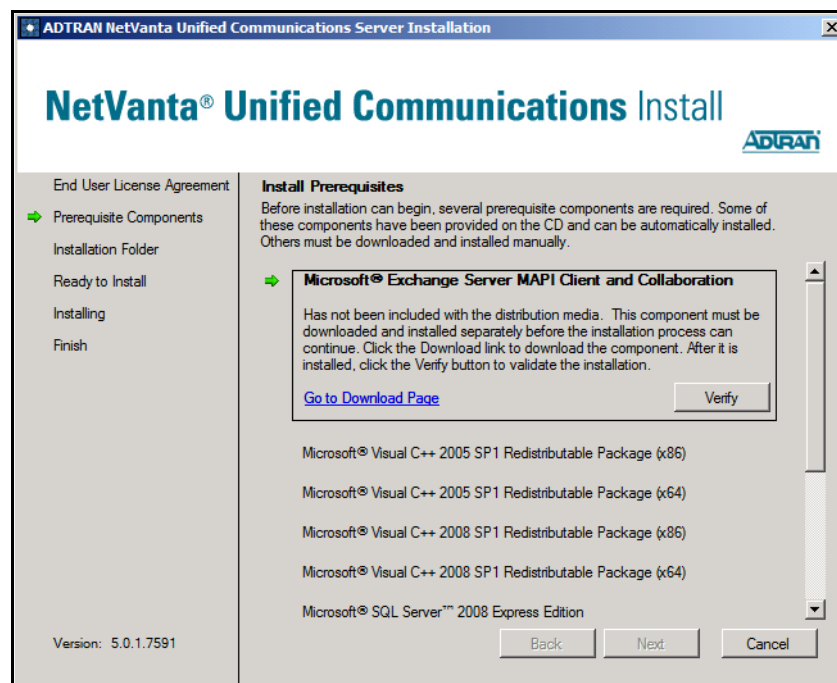 ADTRAN NetVanta Unified Communications Server Installation
NetVanta® Unified Communications Install
ADTRAN
End User License Agreement
Prerequisite Components
Installation Folder
Ready to Install
Installing
Finish
Install Prerequisites
Before installation can begin, several prerequisite components are required. Some of
these components have been provided on the CD and can be automatically installed.
Others must be downloaded and installed manually.
Microsoft® Exchange Server MAPI Client and Collaboration
Has not been included with the distribution media. This component must be
downloaded and installed separately before the installation process can
continue. Click the Download link to download the component. After it is
installed, click the Verify button to validate the installation.
Go to Download Page
Verify
Microsoft® Visual C++ 2005 SP1 Redistributable Package (x86)
Microsoft® Visual C++ 2005 SP1 Redistributable Package (x64)
Microsoft® Visual C++ 2008 SP1 Redistributable Package (x86)
Microsoft® Visual C++ 2008 SP1 Redistributable Package (x64)
Microsoft® SQL Server™ 2008 Express Edition
Version: 5.0.1.7591
Back
Next
Cancel